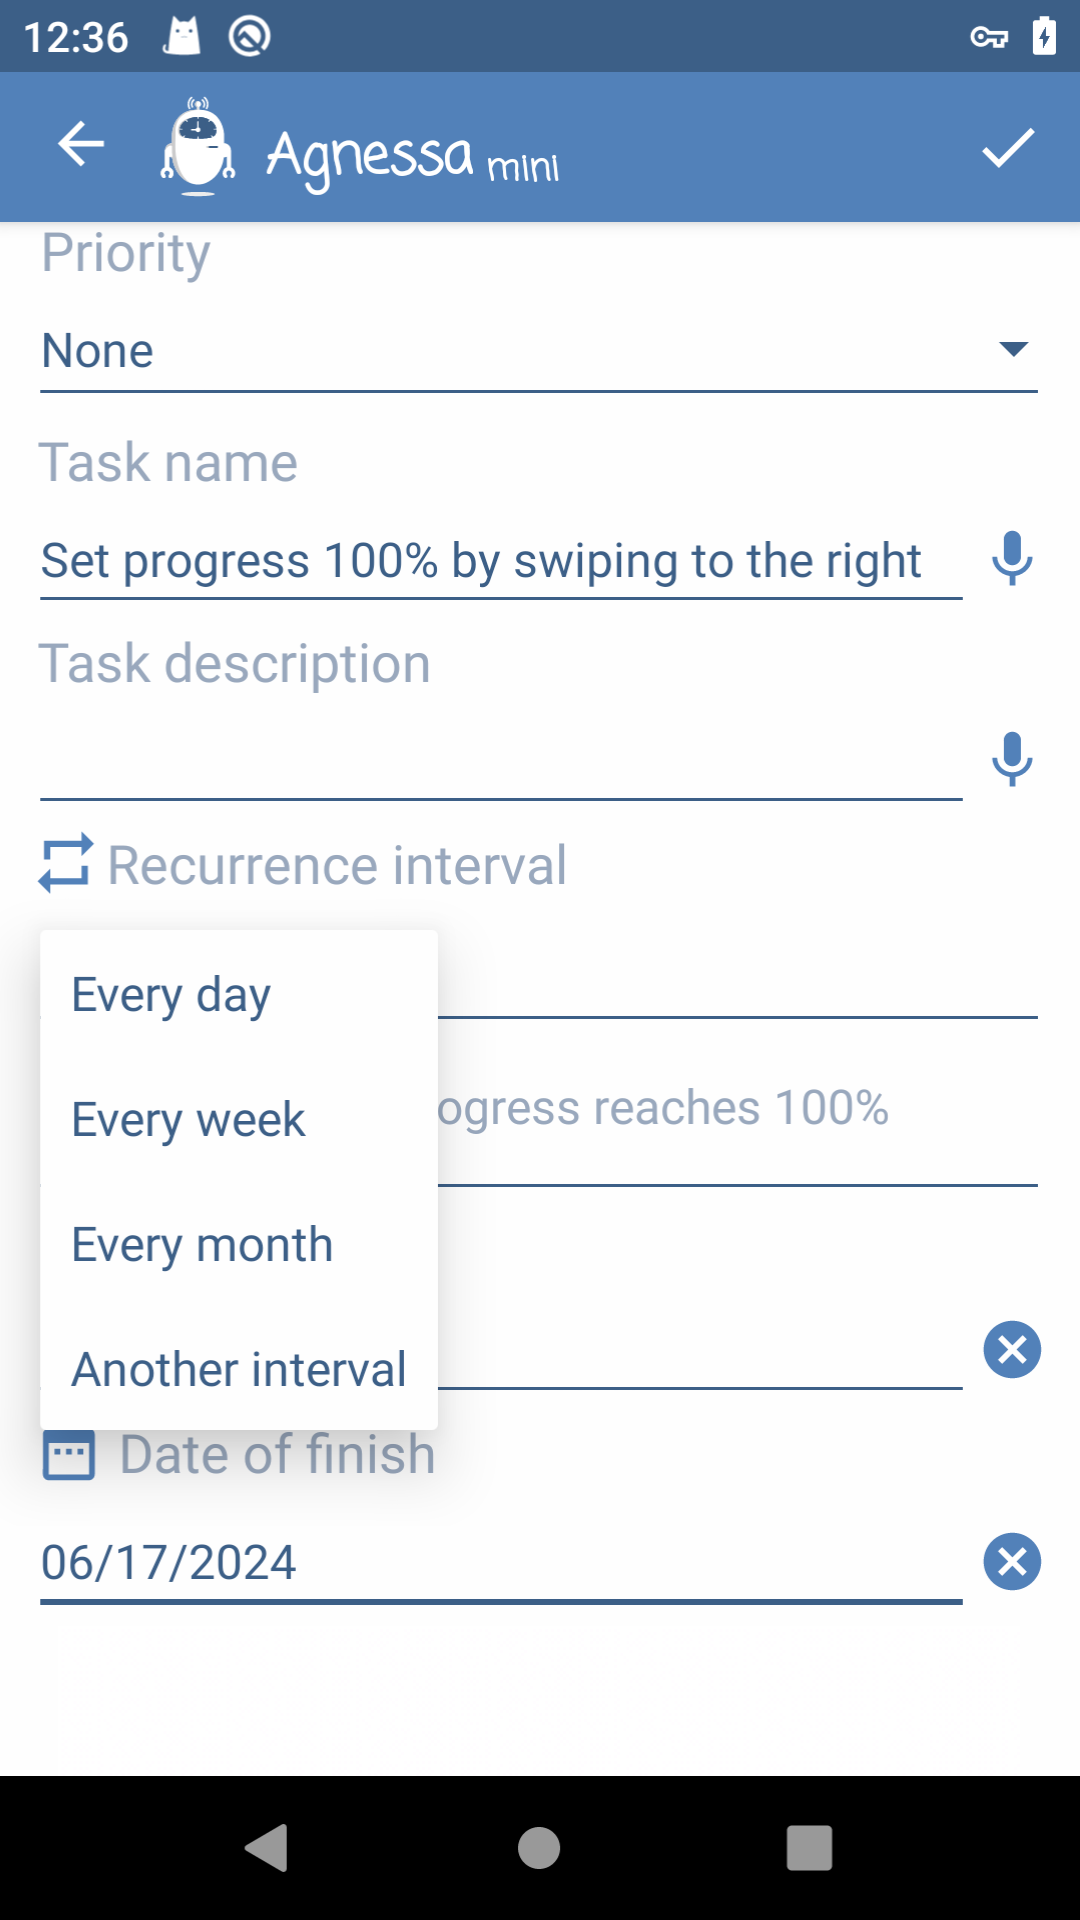 12:36
Agnessa mini
Priority
None
Task name
Set progress 100% by swiping to the right
Task description
Recurrence interval
Every day
Every week
ogress reaches 100%
Every month
Another interval
Date of finish
06/17/2024